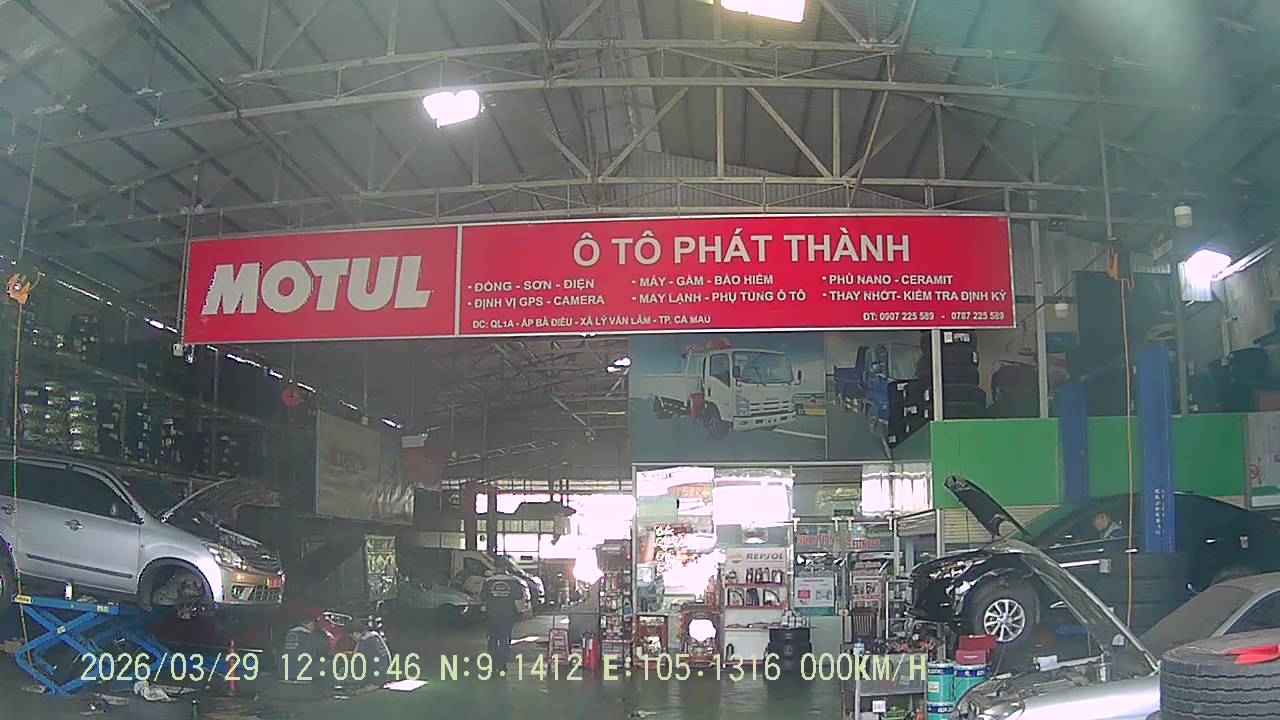 MOTUL
Ô TÔ PHÁT THÀNH
• ĐỒNG - SƠN - ĐIỆN
• ĐỊNH VỊ GPS - CAMERA
• MÁY - GẦM - BẢO HIỂM
• MÁY LẠNH - PHỤ TÙNG Ô TÔ
• PHỦ NANO - CERAMIT
• THAY NHỚT- KIỂM TRA ĐỊNH KỲ
ĐC: QL1A - ẤP BÀ ĐIỀU - XÃ LÝ VĂN LÂM - TP. CÀ MAU
ĐT: 0907 225 589 - 0787 225 589
REPSOL
2026/03/29 12:00:46 N:9.1412 E:105.1316 000KM/H